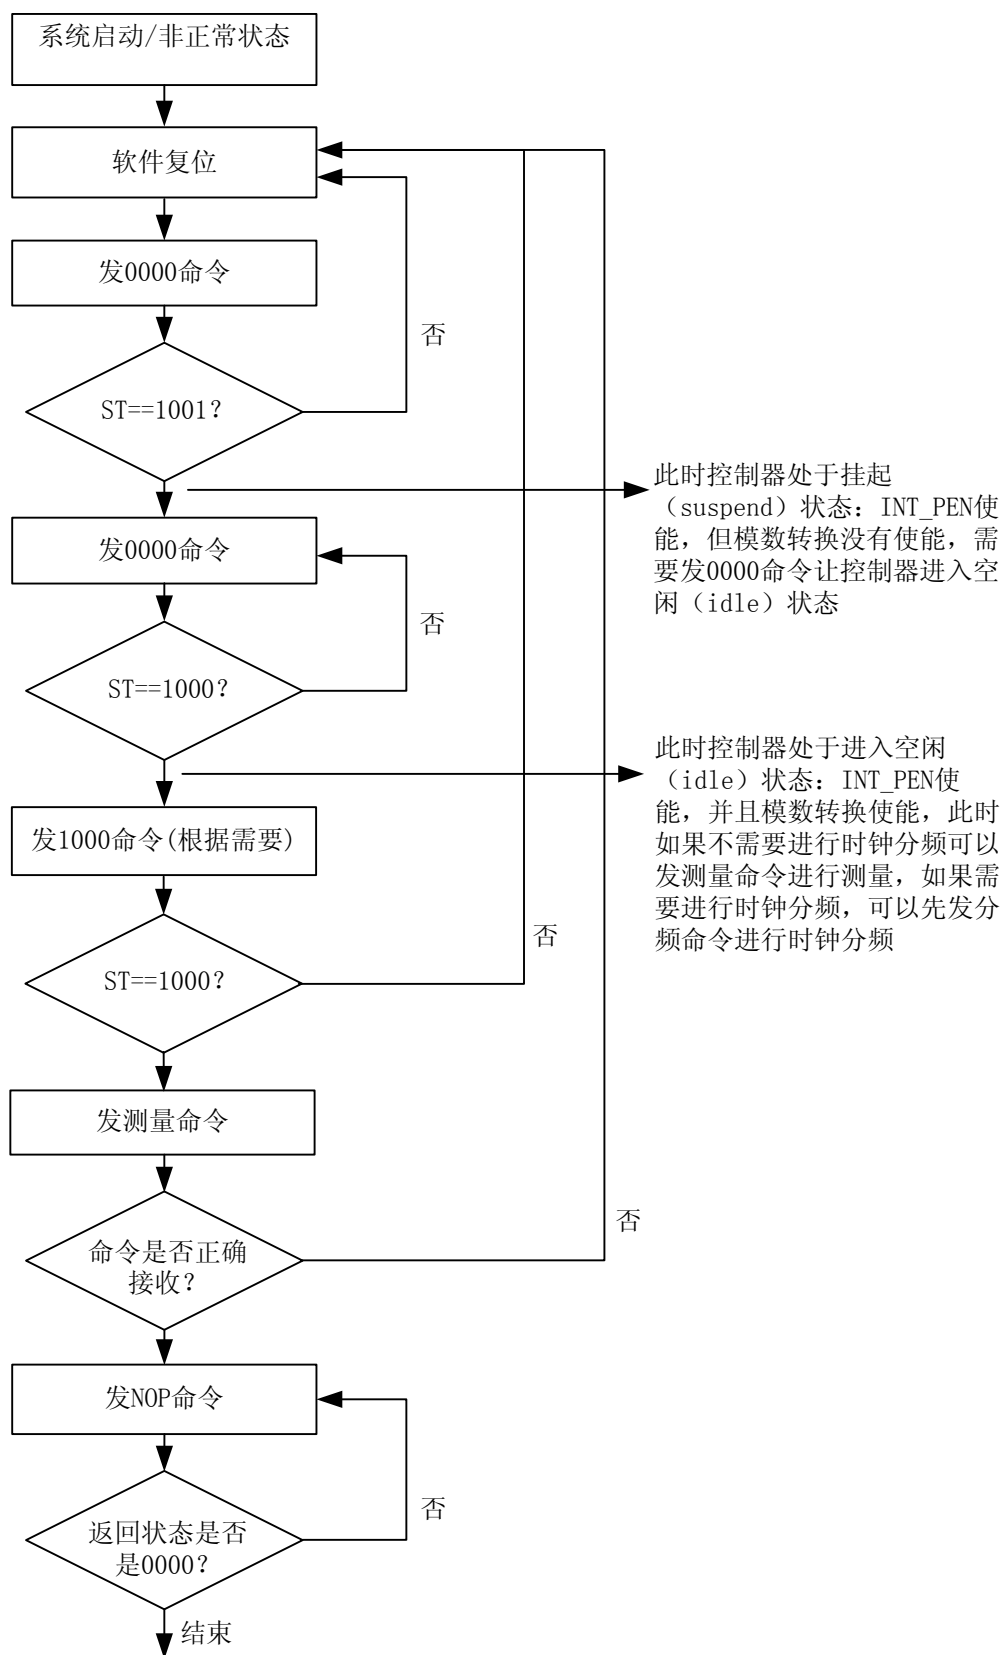 系统启动/非正常状态
软件复位
发0000命令
否
ST==1001?
此时控制器处于挂起
（suspend）状态：INT_PEN使
能，但模数转换没有使能，需
要发0000命令让控制器进入空
闲（idle）状态
发0000命令
否
ST==1000?
此时控制器处于进入空闲
（idle）状态：INT_PEN使
能，并且模数转换使能，此时
如果不需要进行时钟分频可以
发测量命令进行测量，如果需
要进行时钟分频，可以先发分
频命令进行时钟分频
发1000命令(根据需要)
否
ST==1000?
发测量命令
否
命令是否正确
接收?
发NOP命令
否
返回状态是否
是0000?
结束